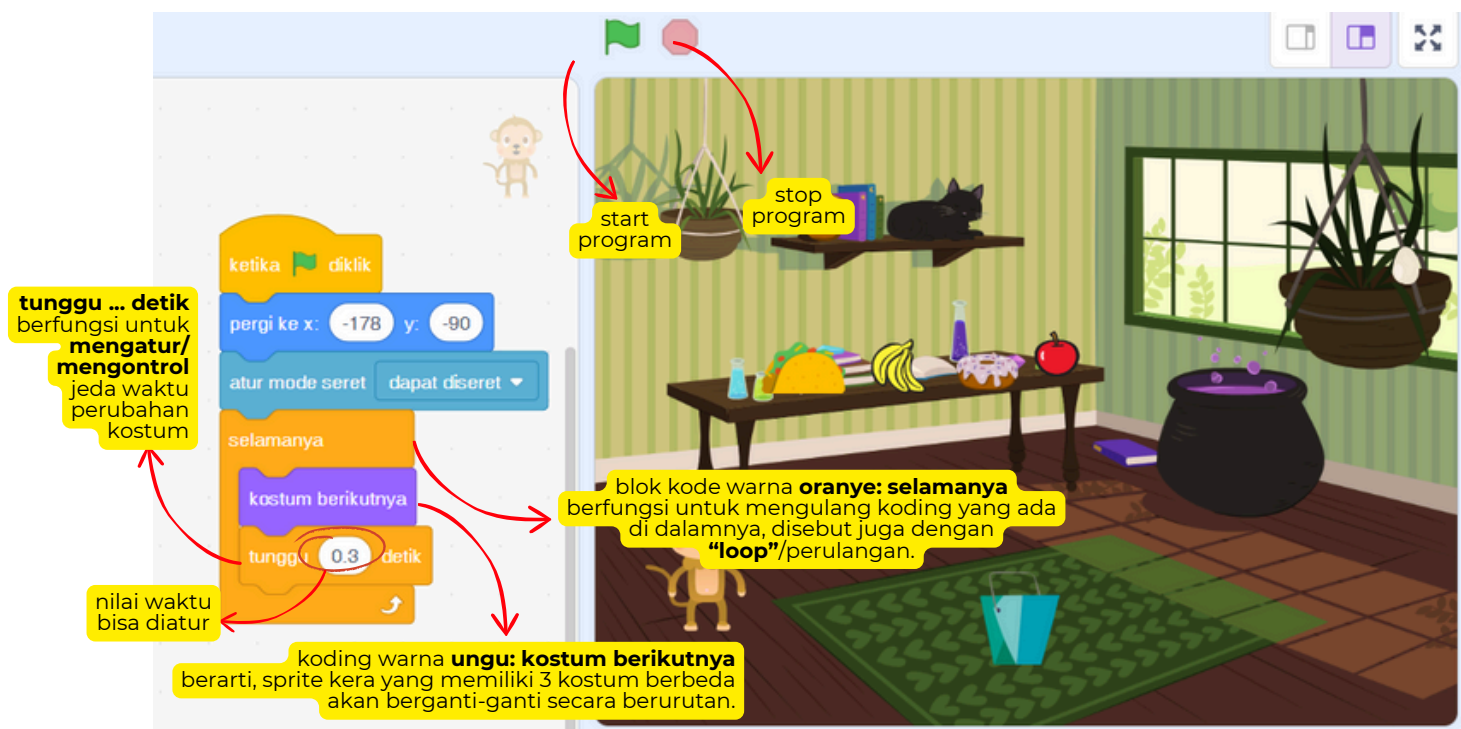 start
program
stop
program
ketika diklik
pergi ke x: -178 y: -90
atur mode seret dapat diseret
selamanya
kostum berikutnya
tunggu 0.3 detik
tunggu ... detik
berfungsi untuk
mengatur/
mengontrol
jeda waktu
perubahan
kostum
nilai waktu
bisa diatur
blok kode warna oranye: selamanya
berfungsi untuk mengulang koding yang ada
di dalamnya, disebut juga dengan
“loop”/perulangan.
koding warna ungu: kostum berikutnya
berarti, sprite kera yang memiliki 3 kostum berbeda
akan berganti-ganti secara berurutan.